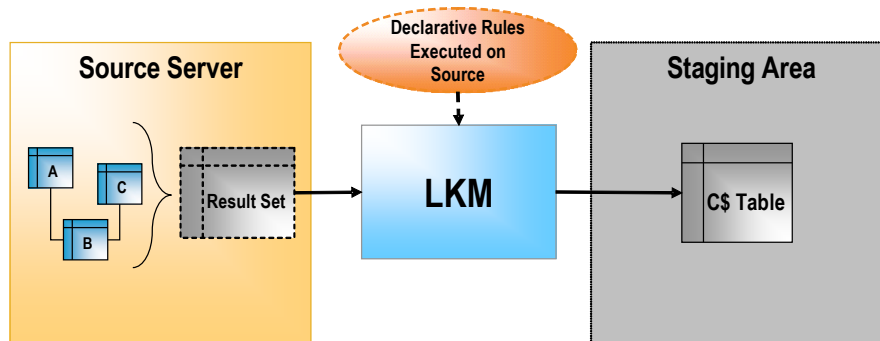 Declarative Rules
Executed on
Source
Source Server
Staging Area
A
C
B
Result Set
LKM
C$ Table